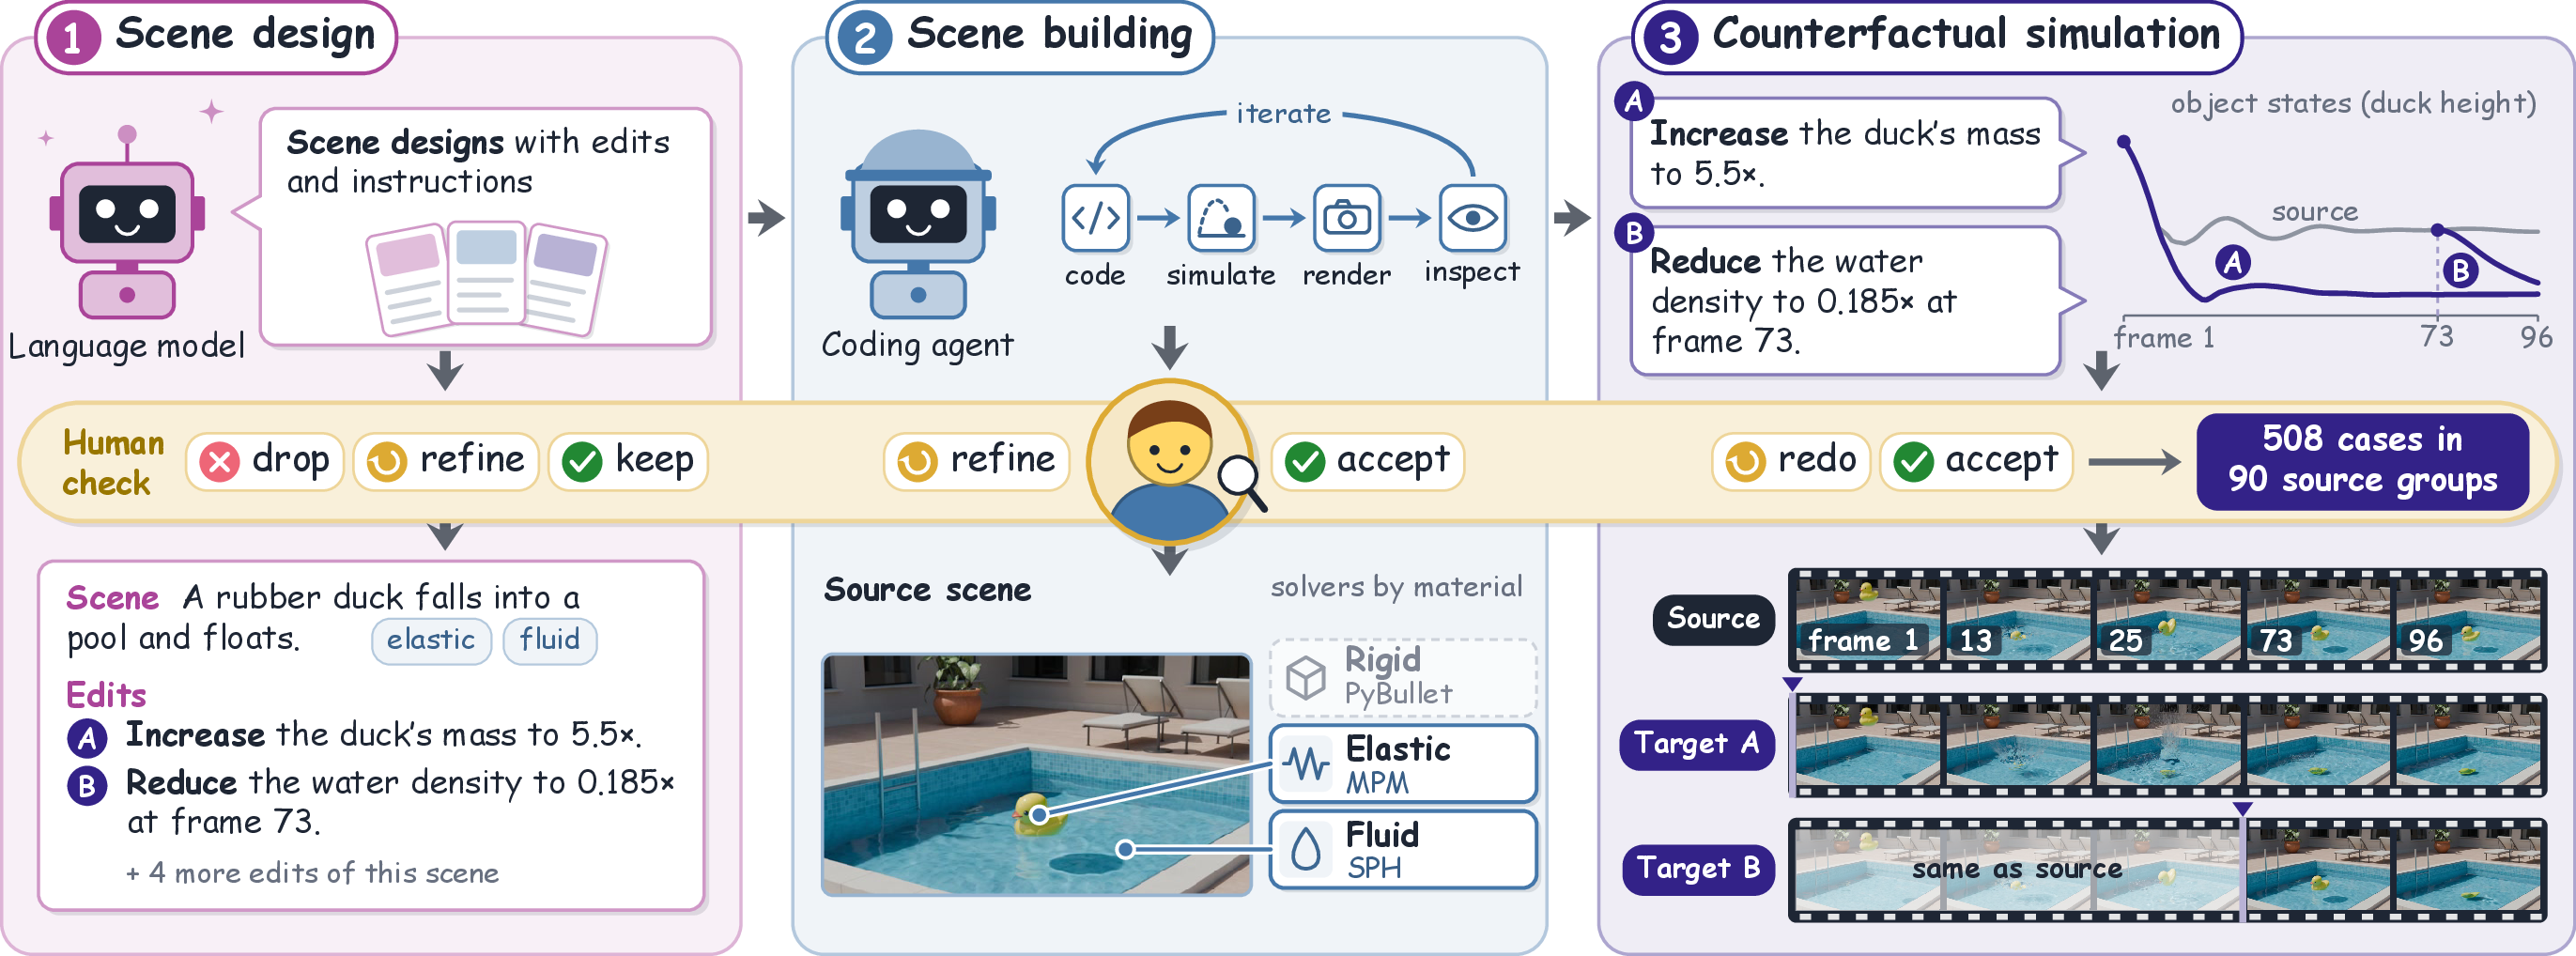 1 Scene design
Scene designs with edits
and instructions
Language model
2 Scene building
iterate
code simulate render inspect
Coding agent
3 Counterfactual simulation
A
Increase the duck's mass
to 5.5×.
B
Reduce the water
density to 0.185× at
frame 73.
object states (duck height)
source
A
B
frame 1 73 96
Human
check
drop refine keep
refine accept
redo accept
508 cases in
90 source groups
Scene A rubber duck falls into a
pool and floats. elastic fluid
Edits
A Increase the duck's mass to 5.5×.
B Reduce the water density to 0.185×
at frame 73.
+ 4 more edits of this scene
Source scene solvers by material
Rigid
PyBullet
Elastic
MPM
Fluid
SPH
Source frame 1 13 25 73 96
Target A
Target B same as source